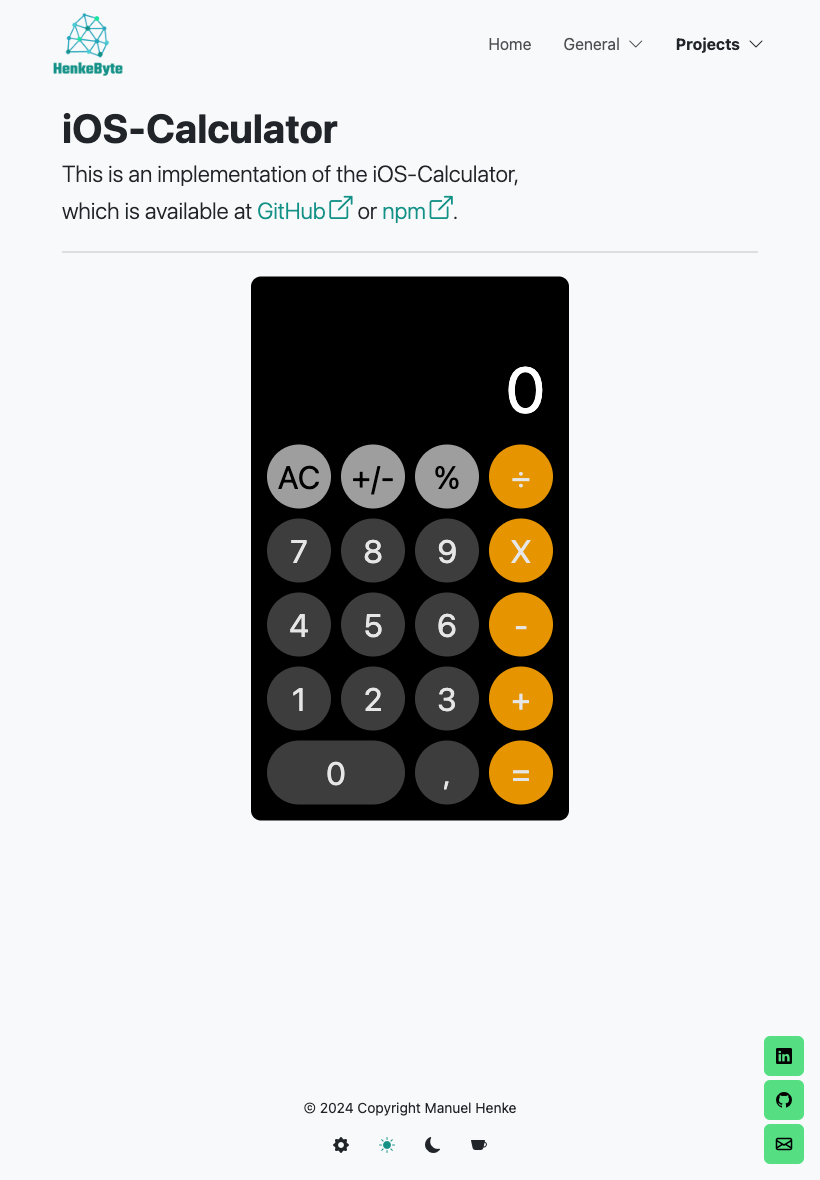 HenkeByte
Home General Projects
iOS-Calculator
This is an implementation of the iOS-Calculator,
which is available at GitHub or npm.
0
AC +/- % ÷
7 8 9 X
4 5 6 -
1 2 3 +
0 , =
in
© 2024 Copyright Manuel Henke